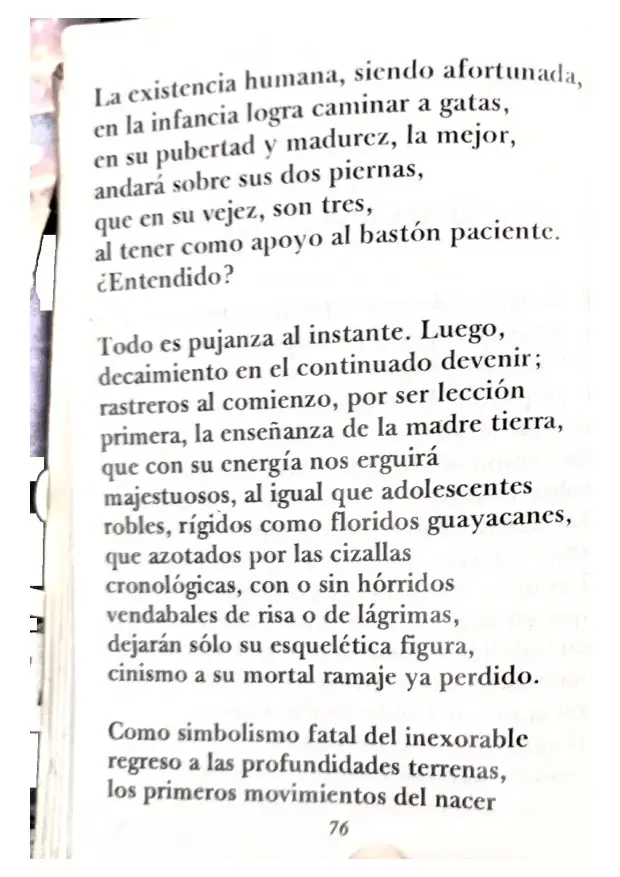 La existencia humana, siendo afortunada,
en la infancia logra caminar a gatas,
en su pubertad y madurez, la mejor,
andará sobre sus dos piernas,
que en su vejez, son tres,
al tener como apoyo al bastón paciente.
¿Entendido?
Todo es pujanza al instante. Luego,
decaimiento en el continuado devenir;
rastreros al comienzo, por ser lección
primera, la enseñanza de la madre tierra,
que con su energía nos erguirá
majestuosos, al igual que adolescentes
robles, rígidos como floridos guayacanes,
que azotados por las cizallas
cronológicas, con o sin hórridos
vendabales de risa o de lágrimas,
dejarán sólo su esquelética figura,
cinismo a su mortal ramaje ya perdido.
Como simbolismo fatal del inexorable
regreso a las profundidades terrenas,
los primeros movimientos del nacer
76